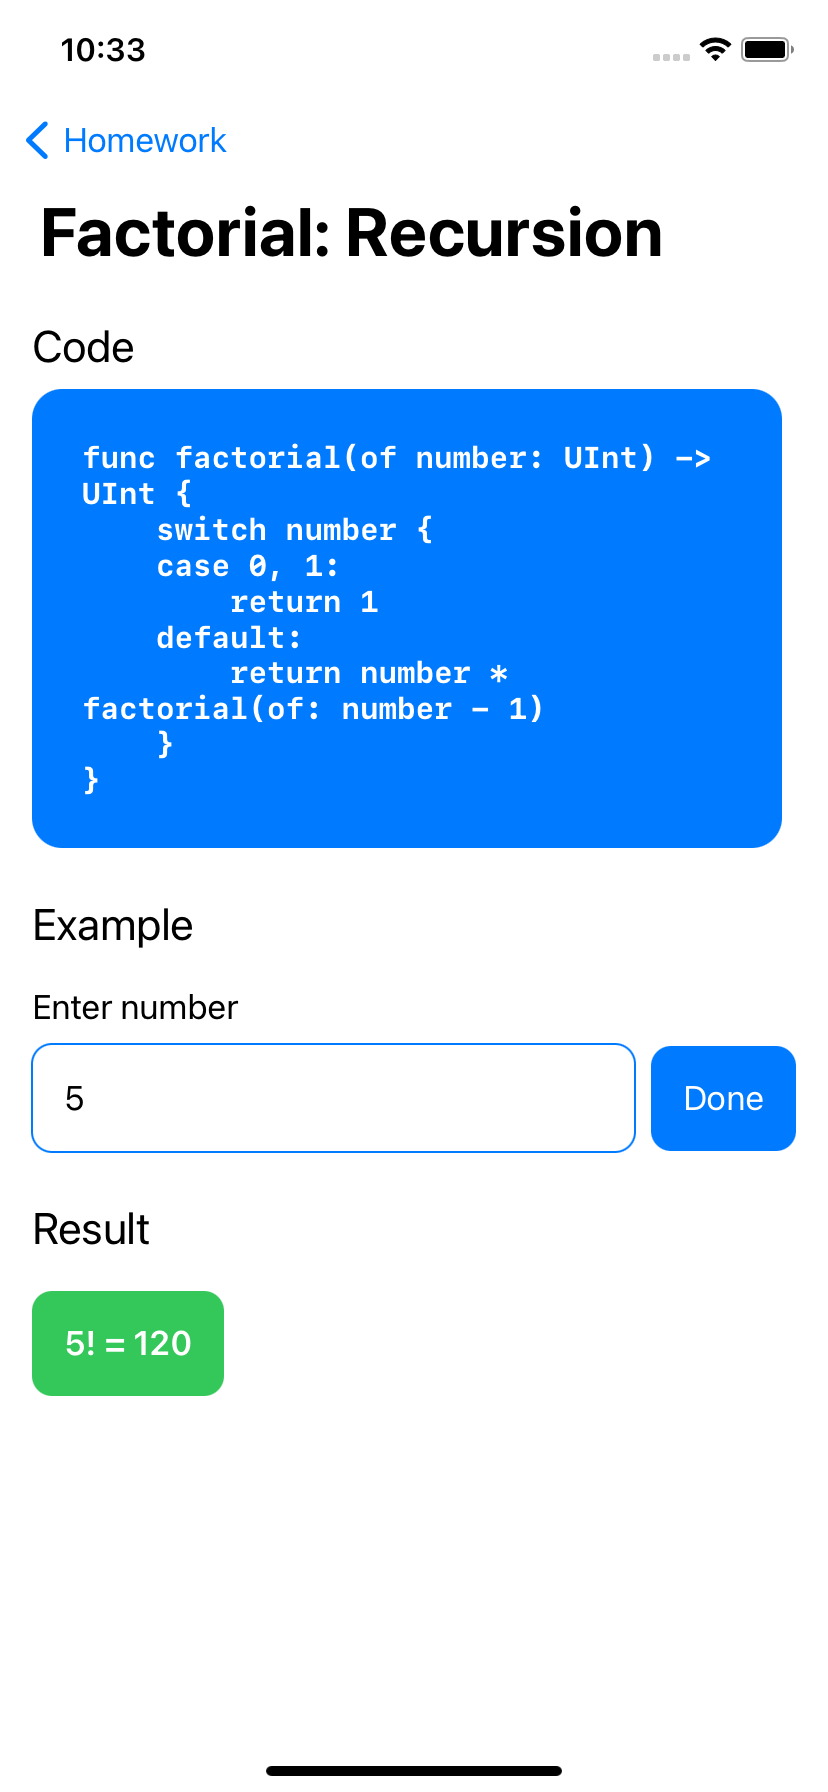 10:33
Homework
Factorial: Recursion
Code
func factorial(of number: UInt) ->
UInt {
    switch number {
    case 0, 1:
        return 1
    default:
        return number *
factorial(of: number - 1)
    }
}
Example
Enter number
5
Done
Result
5! = 120